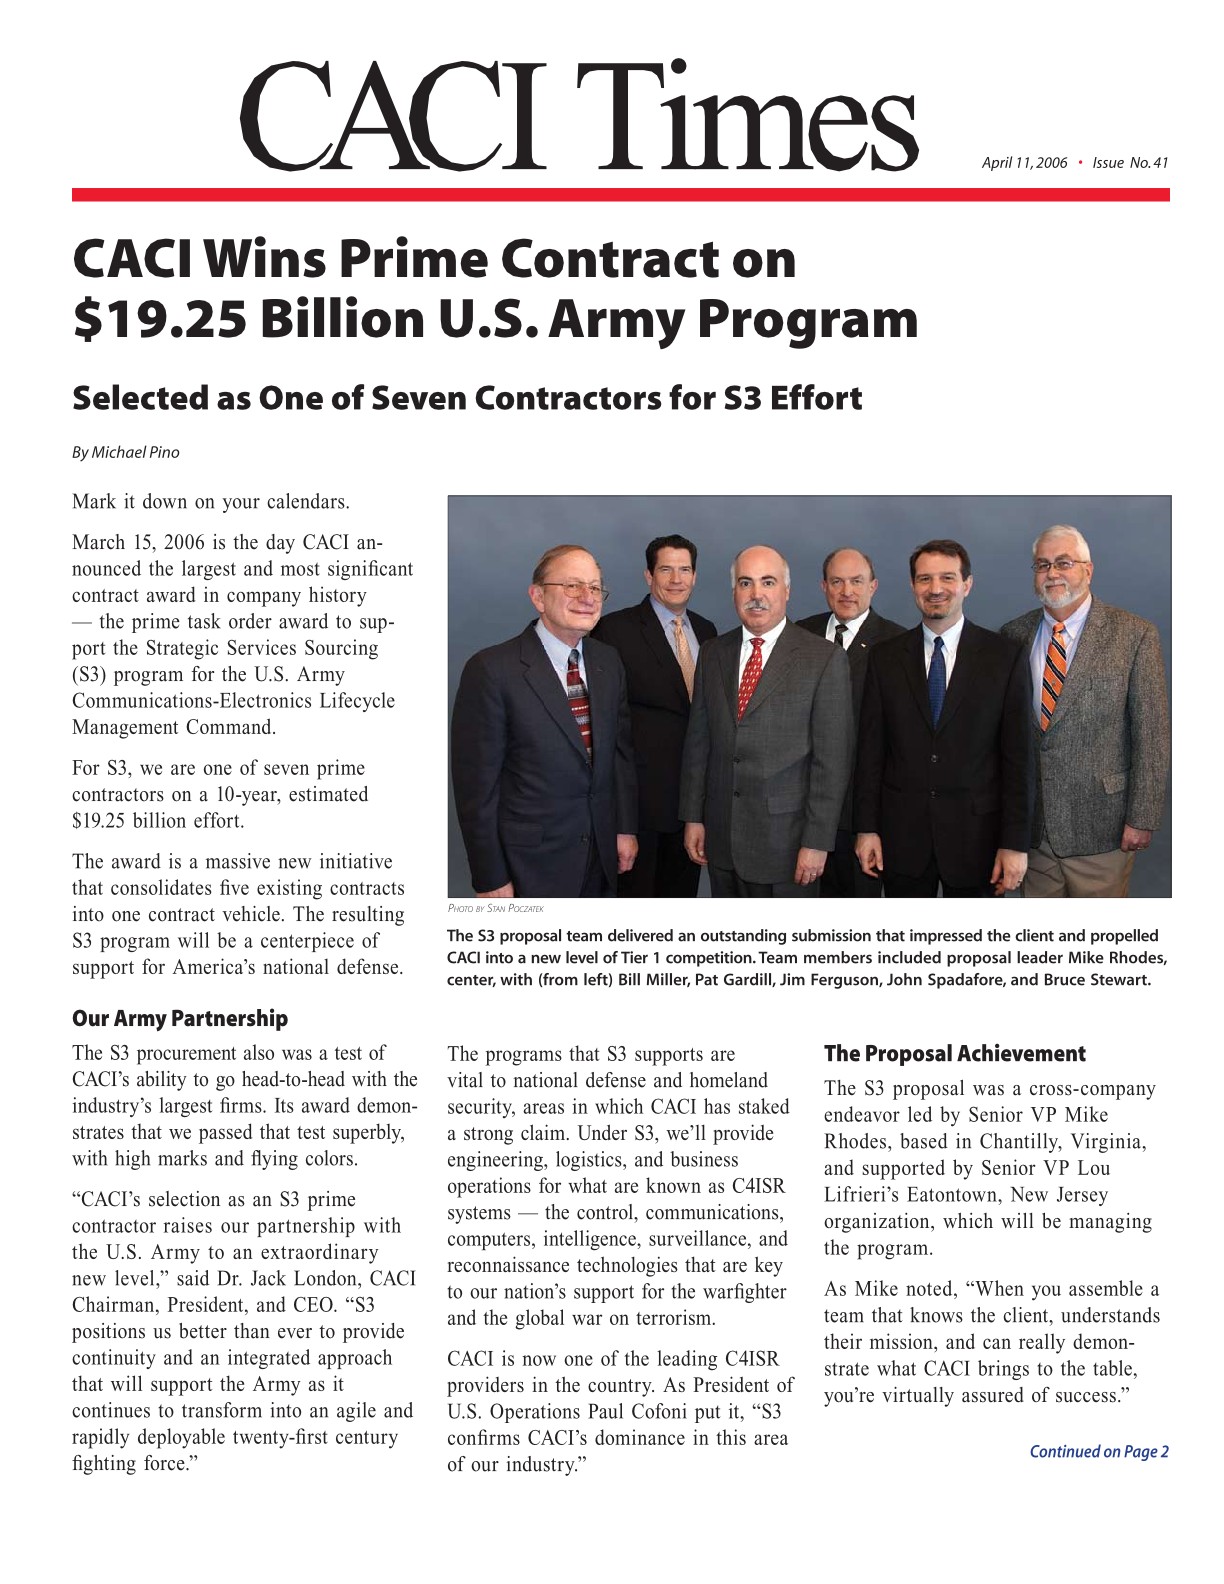 CACI Times
April 11, 2006 • Issue No. 41
CACI Wins Prime Contract on
$19.25 Billion U.S. Army Program
Selected as One of Seven Contractors for S3 Effort
By Michael Pino
Mark it down on your calendars.
March 15, 2006 is the day CACI an-
nounced the largest and most significant
contract award in company history
— the prime task order award to sup-
port the Strategic Services Sourcing
(S3) program for the U.S. Army
Communications-Electronics Lifecycle
Management Command.
For S3, we are one of seven prime
contractors on a 10-year, estimated
$19.25 billion effort.
The award is a massive new initiative
that consolidates five existing contracts
into one contract vehicle. The resulting
S3 program will be a centerpiece of
support for America's national defense.
PHOTO BY STAN POCZATEK
The S3 proposal team delivered an outstanding submission that impressed the client and propelled
CACI into a new level of Tier 1 competition. Team members included proposal leader Mike Rhodes,
center, with (from left) Bill Miller, Pat Gardill, Jim Ferguson, John Spadafore, and Bruce Stewart.
Our Army Partnership
The S3 procurement also was a test of
CACI's ability to go head-to-head with the
industry's largest firms. Its award demon-
strates that we passed that test superbly,
with high marks and flying colors.
“CACI's selection as an S3 prime
contractor raises our partnership with
the U.S. Army to an extraordinary
new level,” said Dr. Jack London, CACI
Chairman, President, and CEO. “S3
positions us better than ever to provide
continuity and an integrated approach
that will support the Army as it
continues to transform into an agile and
rapidly deployable twenty-first century
fighting force.”
The programs that S3 supports are
vital to national defense and homeland
security, areas in which CACI has staked
a strong claim. Under S3, we'll provide
engineering, logistics, and business
operations for what are known as C4ISR
systems — the control, communications,
computers, intelligence, surveillance, and
reconnaissance technologies that are key
to our nation's support for the warfighter
and the global war on terrorism.
CACI is now one of the leading C4ISR
providers in the country. As President of
U.S. Operations Paul Cofoni put it, “S3
confirms CACI's dominance in this area
of our industry.”
The Proposal Achievement
The S3 proposal was a cross-company
endeavor led by Senior VP Mike
Rhodes, based in Chantilly, Virginia,
and supported by Senior VP Lou
Lifrieri's Eatontown, New Jersey
organization, which will be managing
the program.
As Mike noted, “When you assemble a
team that knows the client, understands
their mission, and can really demon-
strate what CACI brings to the table,
you're virtually assured of success.”
Continued on Page 2